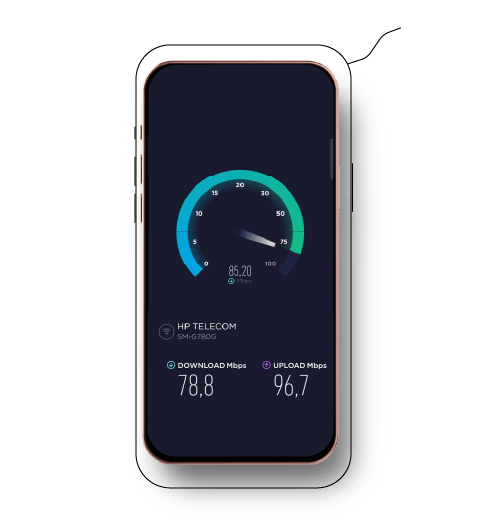 20
15
30
10
50
5
75
0
100
85,20
Mbps
HP TELECOM
SM-G780G
DOWNLOAD Mbps
UPLOAD Mbps
78,8
96,7